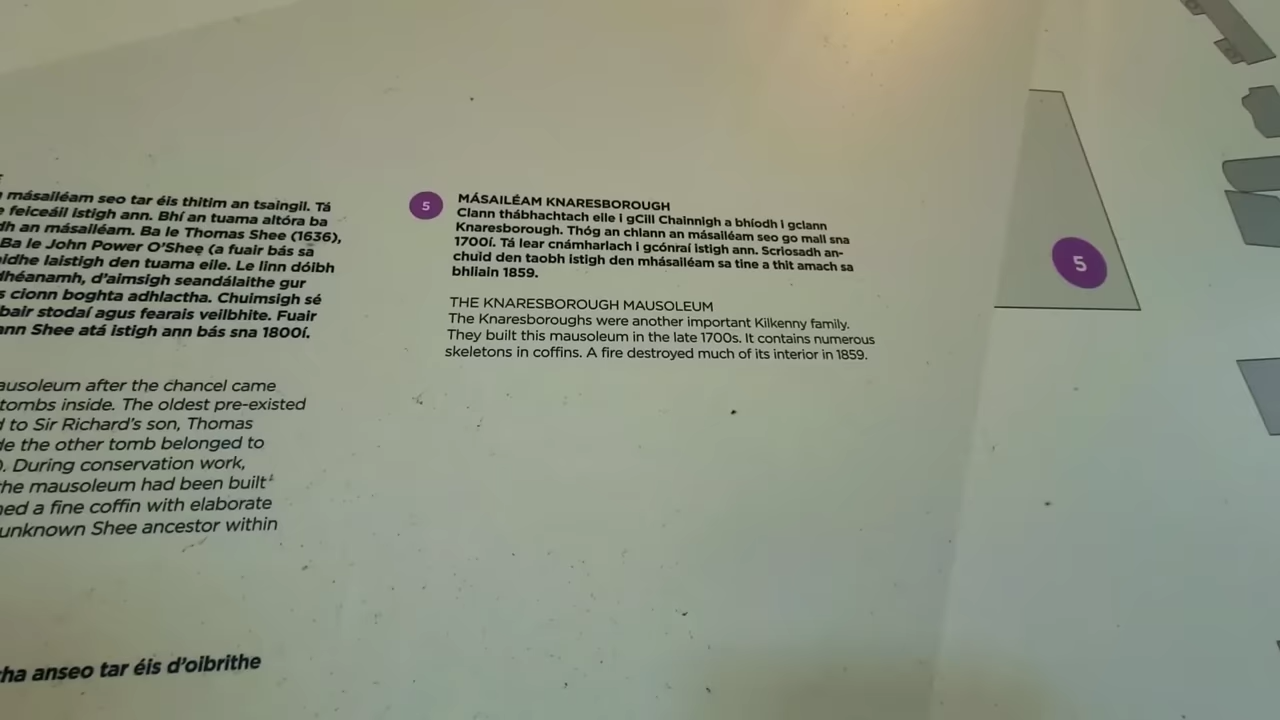 másailéam seo tar éis thitim an tsaingil. Tá
feiceáil istigh ann. Bhí an tuama altóra ba
an másailéam. Ba le Thomas Shee (1636),
Ba le John Power O'Shee (a fuair bás sa
laistigh den tuama eile. Le linn dóibh
d'aimsigh seandálaithe gur
cionn boghta adhlactha. Chuimsigh sé
stodaí agus fearais veilbhite. Fuair
Shee atá istigh ann bás sna 1800í.
after the chancel came
tombs inside. The oldest pre-existed
to Sir Richard's son, Thomas
the other tomb belonged to
). During conservation work,
the mausoleum had been built
a fine coffin with elaborate
unknown Shee ancestor within
anseo tar éis d'oibrithe
5
MÁSAILÉAM KNARESBOROUGH
Clann thábhachtach elle i gCill Chainnigh a bhíodh i gclann
Knaresborough. Thóg an chlann an másailéam seo go mall sna
1700í. Tá lear cnámharlach i gcónraí istigh ann. Scriosadh an-
chuid den taobh istigh den mhásailéam sa tine a thit amach sa
bhliain 1859.
THE KNARESBOROUGH MAUSOLEUM
The Knaresboroughs were another important Kilkenny family.
They built this mausoleum in the late 1700s. It contains numerous
skeletons in coffins. A fire destroyed much of its interior in 1859.
5